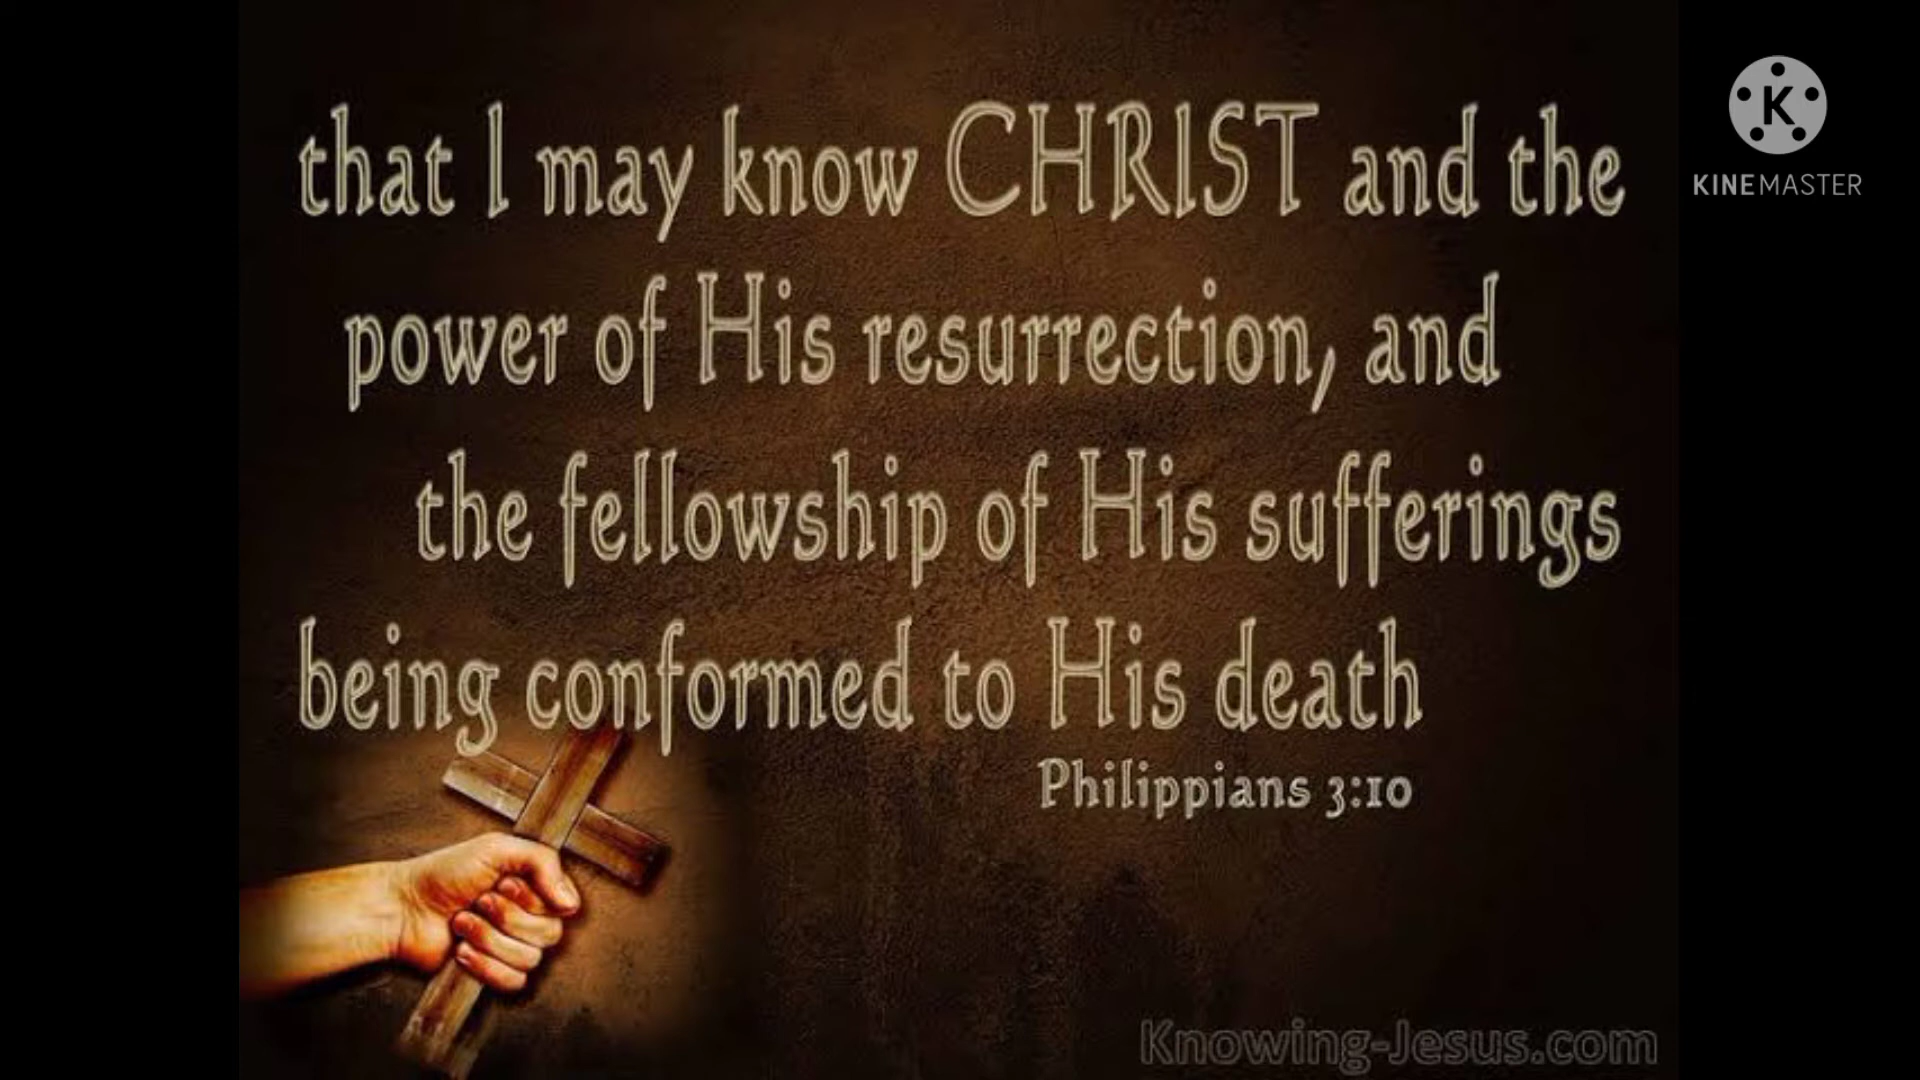 that I may know CHRIST and the
power of His resurrection, and
the fellowship of His sufferings
being conformed to His death
Philippians 3:10
Knowing-Jesus.com
K
KINEMASTER